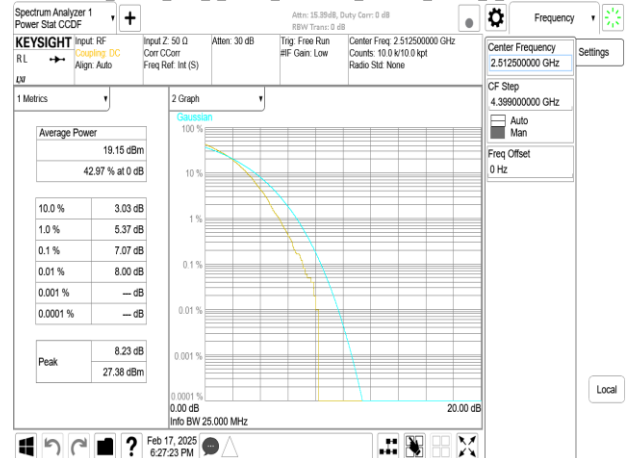 Spectrum Analyzer 1
Power Stat CCDF
Attn: 15.89dB, Duty Corr: 0 dB
RBW Trans: 0 dB
Frequency
KEYSIGHT
RL
LXI
Input: RF
Coupling: DC
Align: Auto
Input Z: 50 Ω
Corr CCorr
Freq Ref: Int (S)
Atten: 30 dB
Trig: Free Run
#IF Gain: Low
Center Freq: 2.512500000 GHz
Counts: 10.0 k/10.0 kpt
Radio Std: None
Center Frequency
2.512500000 GHz
Settings
CF Step
4.399000000 GHz
Auto
Man
Freq Offset
0 Hz
1 Metrics
Average Power
19.15 dBm
42.97 % at 0 dB
10.0 % 3.03 dB
1.0 % 5.37 dB
0.1 % 7.07 dB
0.01 % 8.00 dB
0.001 % --- dB
0.0001 % --- dB
Peak
8.23 dB
27.38 dBm
2 Graph
Gaussian
100 %
10 %
1 %
0.1 %
0.01 %
0.001 %
0.0001 %
0.00 dB
20.00 dB
Info BW 25.000 MHz
Local
Feb 17, 2025
6:27:23 PM